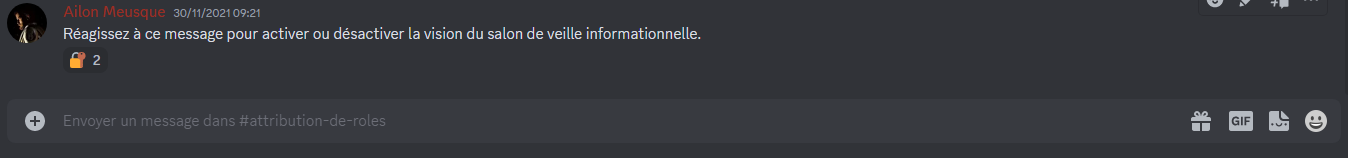 Ailon Meusque 30/11/2021 09:21
Réagissez à ce message pour activer ou désactiver la vision du salon de veille informationnelle.
2
Envoyer un message dans #attribution-de-roles
GIF